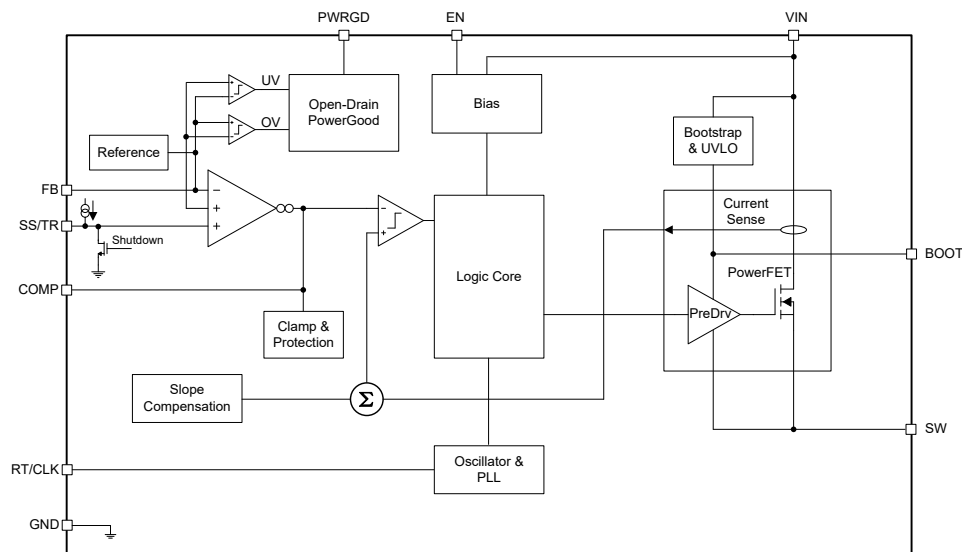 PWRGD
EN
VIN
UV
OV
Open-Drain
PowerGood
Bias
Bootstrap
& UVLO
Reference
FB
SS/TR
Shutdown
COMP
−
+
+
+
−
+
−
−
+
Logic Core
Current
Sense
PowerFET
PreDrv
BOOT
Clamp &
Protection
Slope
Compensation
Σ
SW
RT/CLK
Oscillator &
PLL
GND